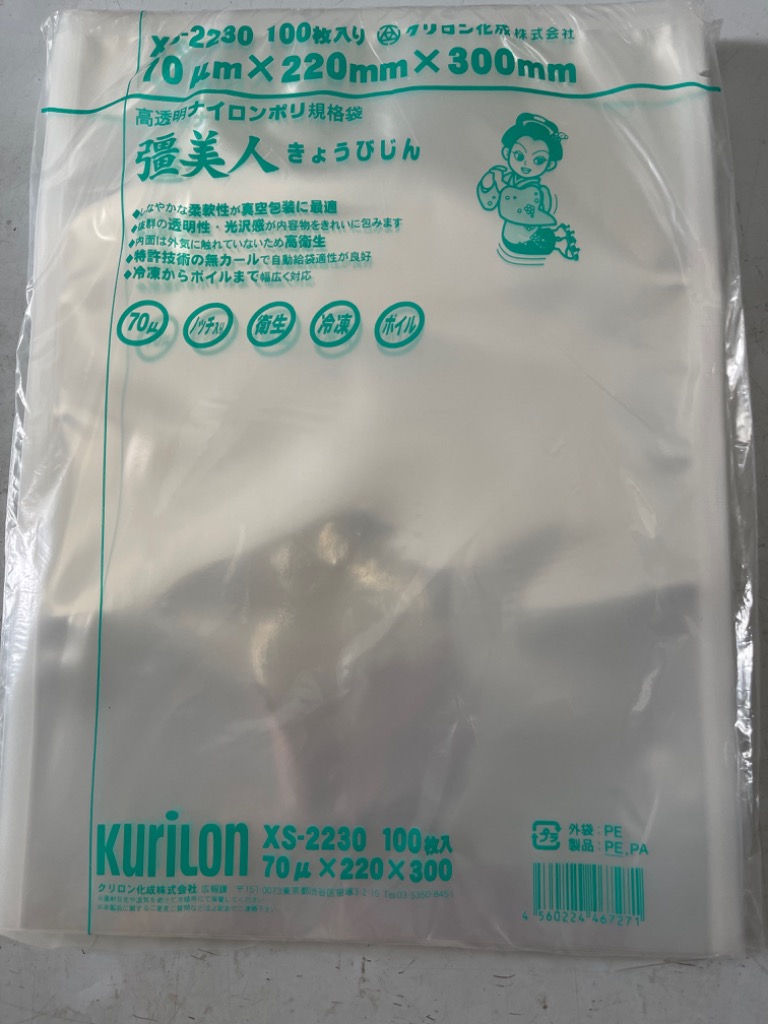 XS-2230 100枚入り クリロン化成株式会社
70μm×220mm×300mm
高透明ナイロンポリ規格袋
彊美人 きょうびじん
◆しなやかな柔軟性が真空包装に最適
◆抜群の透明性・光沢感が内容物をきれいに包みます
◆内面は外気に触れていないため高衛生
◆特許技術の無カールで自動給袋適性が良好
◆冷凍からボイルまで幅広く対応
70μ ノッチ入り 衛生 冷凍 ボイル
KuriLon XS-2230 100枚入
70μ×220×300
クリロン化成株式会社 広報課
プラ 外袋:PE
製品:PE,PA
4 560224 467271